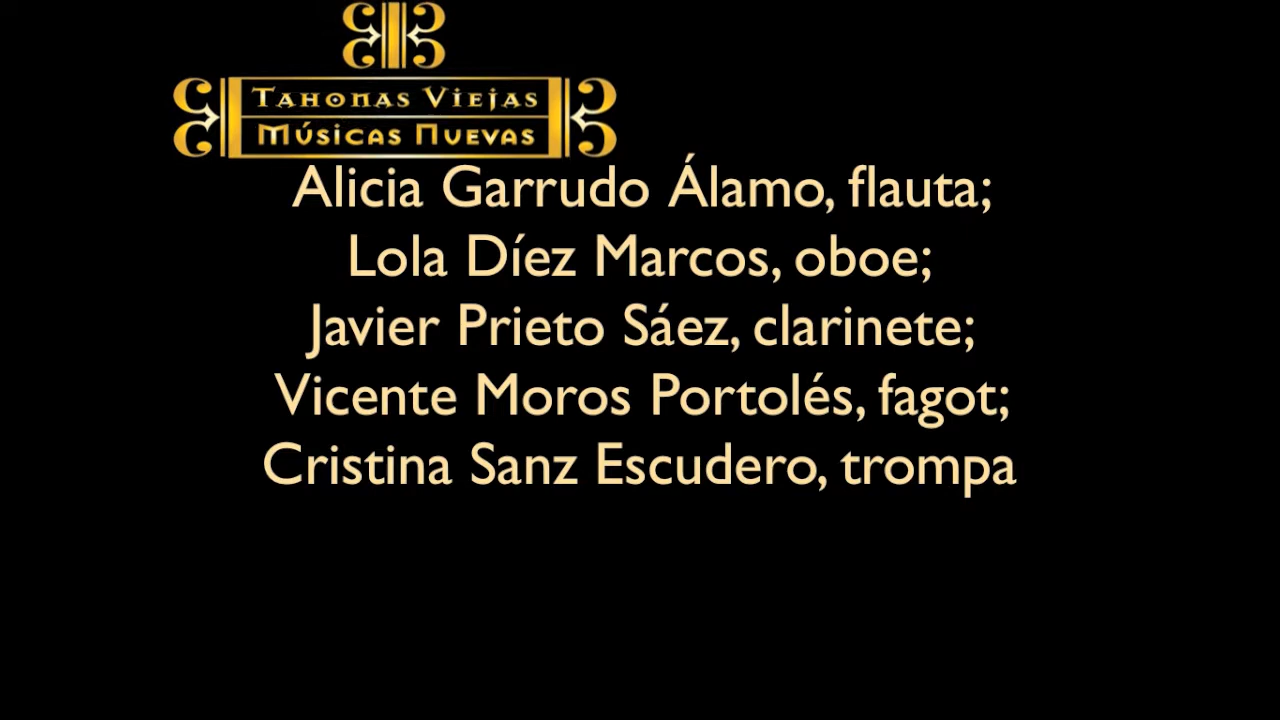 Tahonas Viejas
Músicas Nuevas
Alicia Garrudo Álamo, flauta;
Lola Díez Marcos, oboe;
Javier Prieto Sáez, clarinete;
Vicente Moros Portolés, fagot;
Cristina Sanz Escudero, trompa